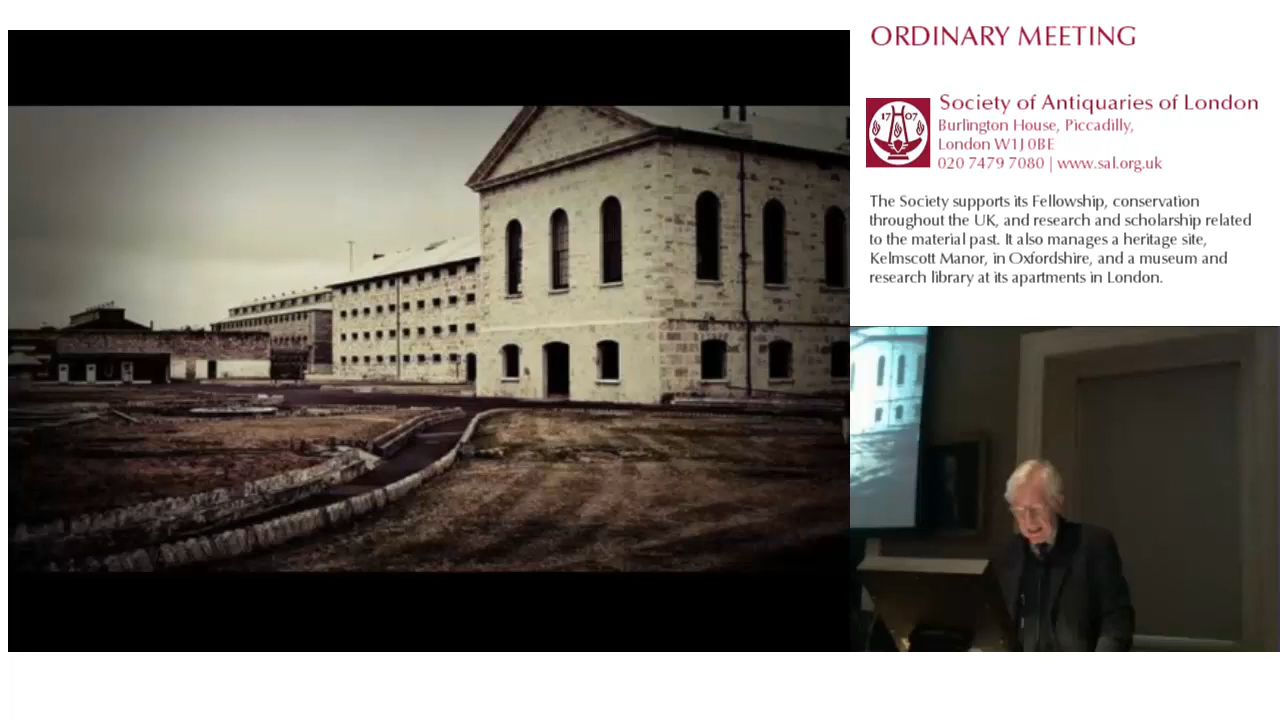 ORDINARY MEETING
1707
Society of Antiquaries of London
Burlington House, Piccadilly,
London W1J 0BE
020 7479 7080 | www.sal.org.uk
The Society supports its Fellowship, conservation
throughout the UK, and research and scholarship related
to the material past. It also manages a heritage site,
Kelmscott Manor, in Oxfordshire, and a museum and
research library at its apartments in London.